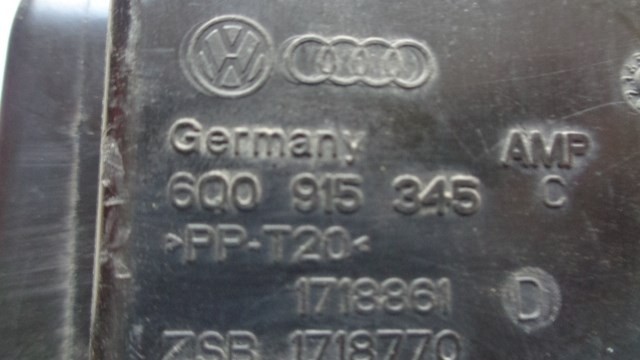 Germany AMP
6Q0 915 345 C
>PP-T20<
1718861 D
ZSB 1718770